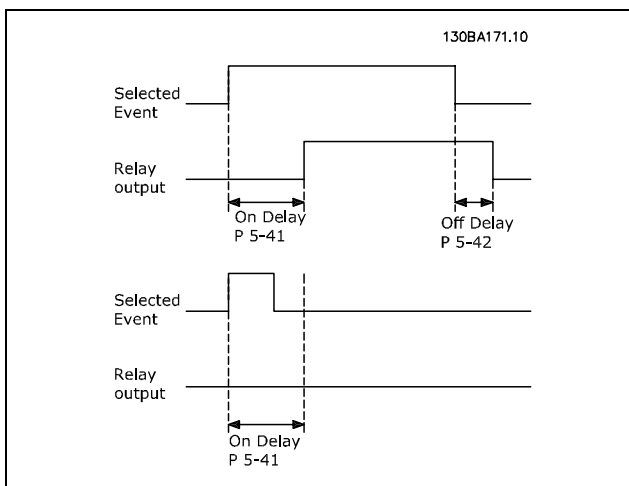 130BA171.10
Selected
Event
Relay
output
On Delay
P 5-41
Off Delay
P 5-42
Selected
Event
Relay
output
On Delay
P 5-41